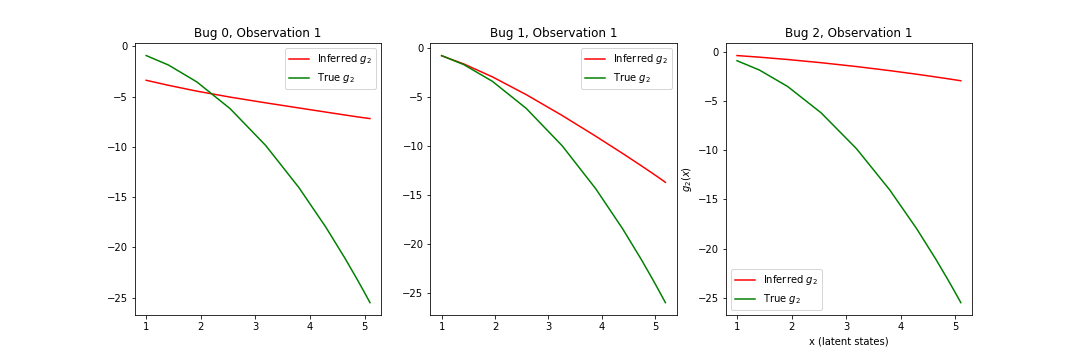 Bug 0, Observation 1
Inferred g₂
True g₂
0
−5
−10
−15
−20
−25
1 2 3 4 5
Bug 1, Observation 1
Inferred g₂
True g₂
0
−5
−10
−15
−20
−25
1 2 3 4 5
Bug 2, Observation 1
g₂(x)
0
−5
−10
−15
−20
−25
Inferred g₂
True g₂
1 2 3 4 5
x (latent states)